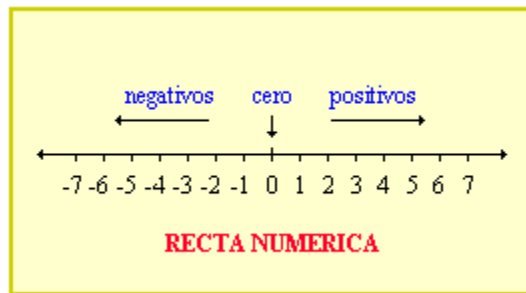 negativos cero positivos
-7 -6 -5 -4 -3 -2 -1 0 1 2 3 4 5 6 7
RECTA NUMERICA